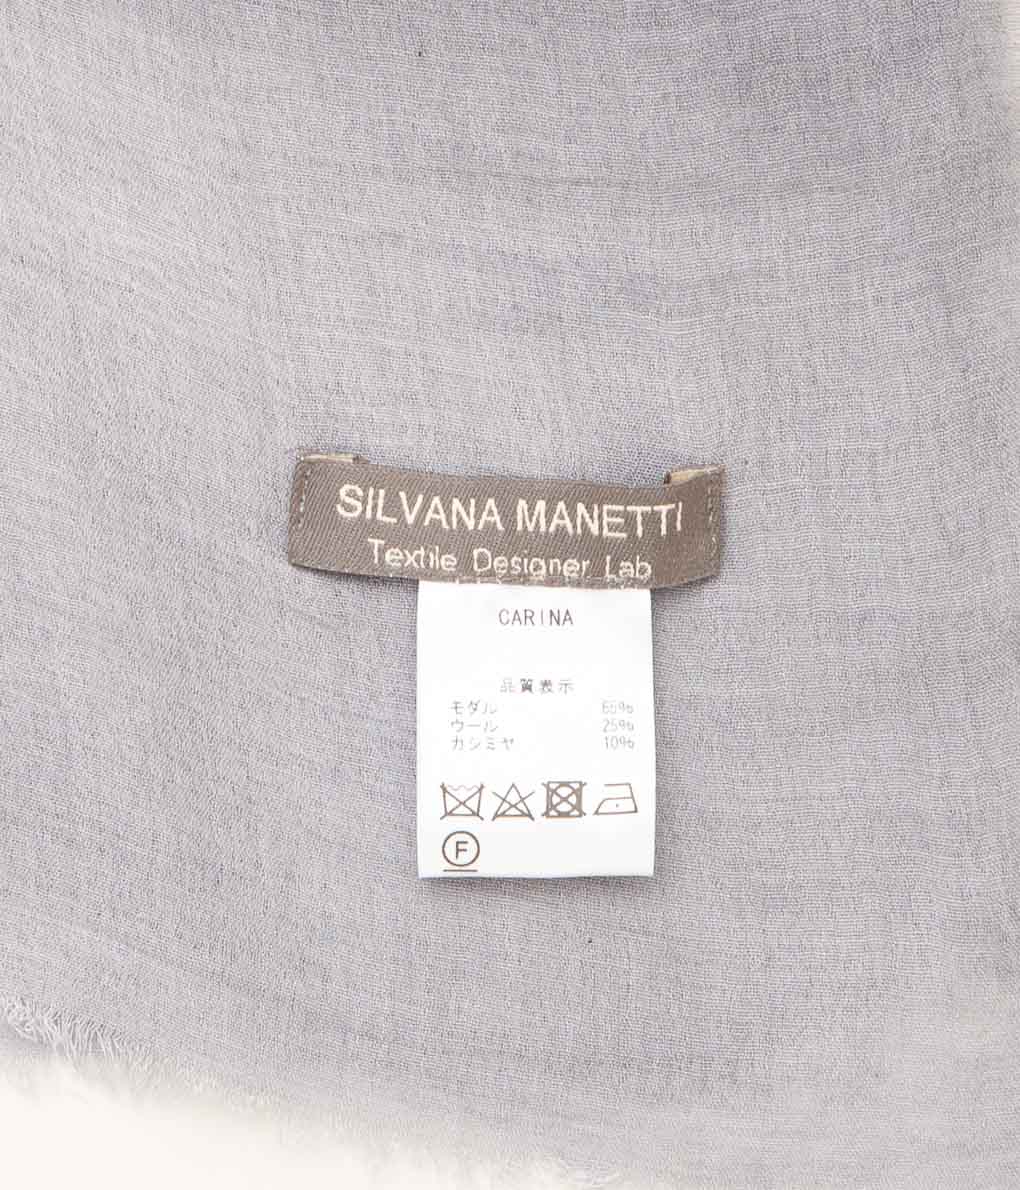 SILVANA MANETTI
Textile Designer Lab
CARINA
品質表示
モダル 65%
ウール 25%
カシミヤ 10%
F